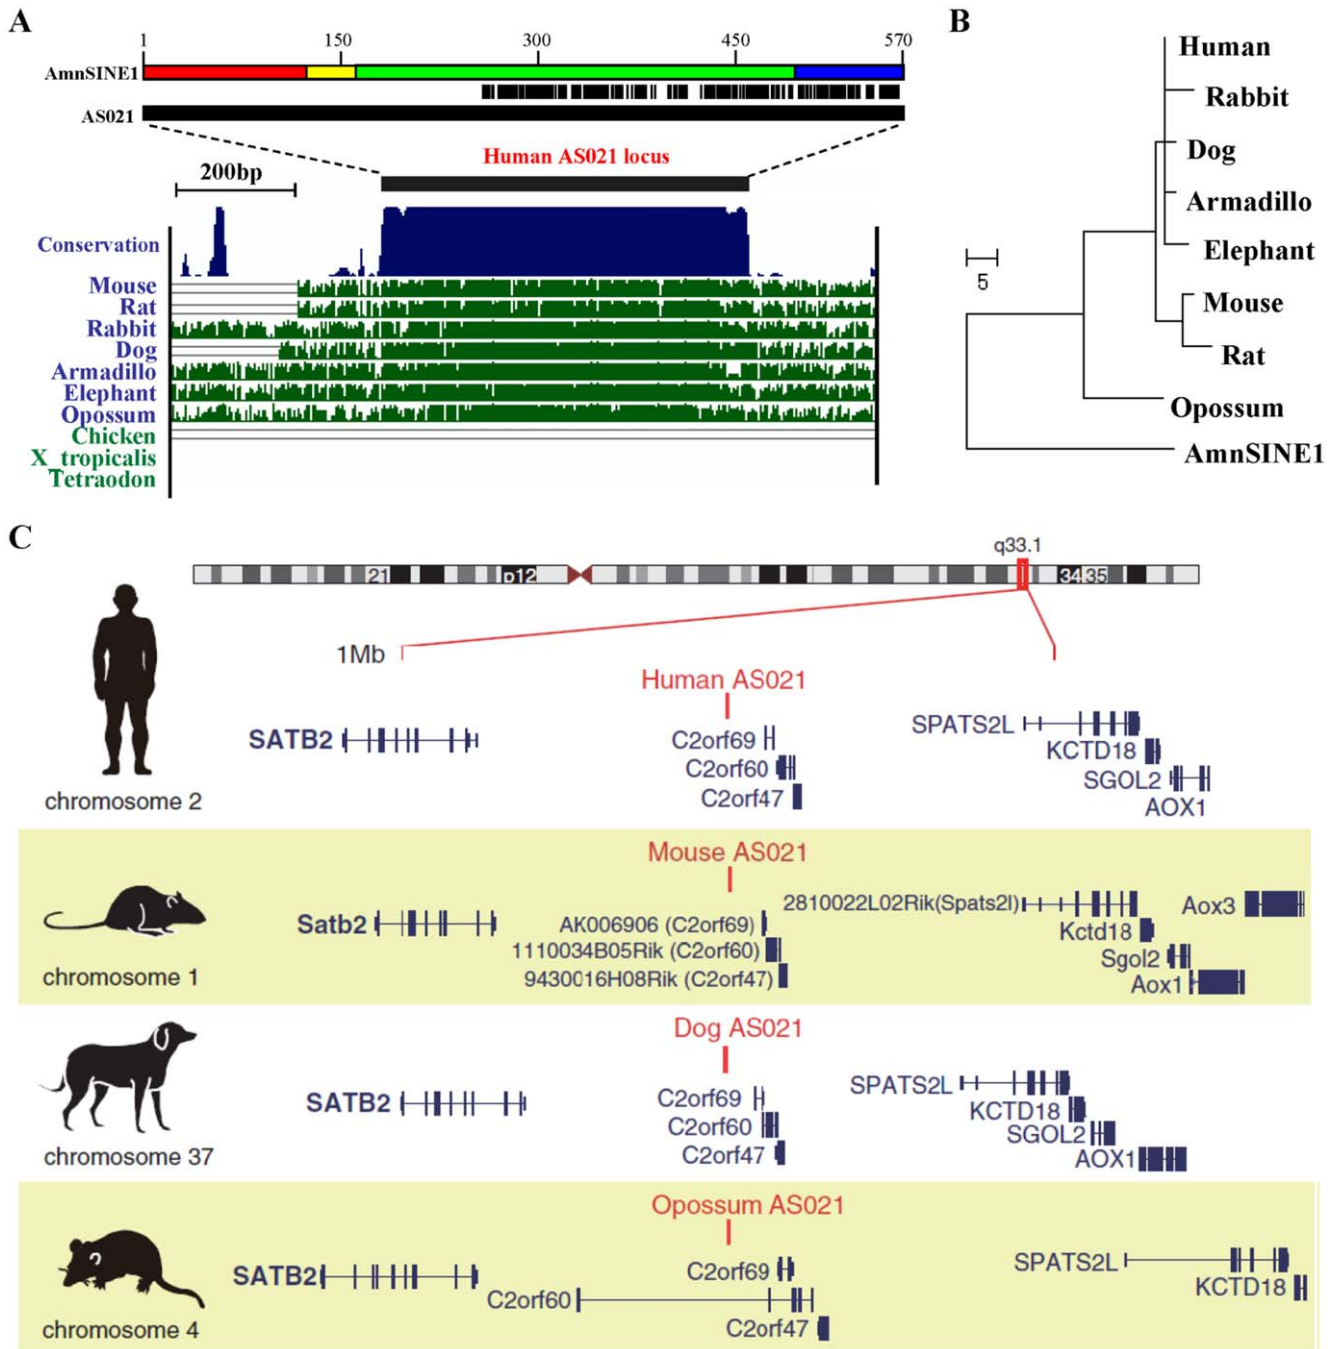 A
1 150 300 450 570
AmnSINE1
AS021
Human AS021 locus
200bp
Conservation
Mouse
Rat
Rabbit
Dog
Armadillo
Elephant
Opossum
Chicken
X_tropicalis
Tetraodon
B
Human
Rabbit
Dog
Armadillo
Elephant
Mouse
Rat
Opossum
AmnSINE1
5
C
q33.1
21 p12 34 35
1Mb
Human AS021
SATB2
C2orf69
C2orf60
C2orf47
SPATS2L
KCTD18
SGOL2
AOX1
chromosome 2
Mouse AS021
Satb2
AK006906 (C2orf69)
1110034B05Rik (C2orf60)
9430016H08Rik (C2orf47)
2810022L02Rik(Spats2l)
Kctd18
Sgol2
Aox1
Aox3
chromosome 1
Dog AS021
SATB2
C2orf69
C2orf60
C2orf47
SPATS2L
KCTD18
SGOL2
AOX1
chromosome 37
Opossum AS021
SATB2
C2orf69
C2orf60
C2orf47
SPATS2L
KCTD18
chromosome 4